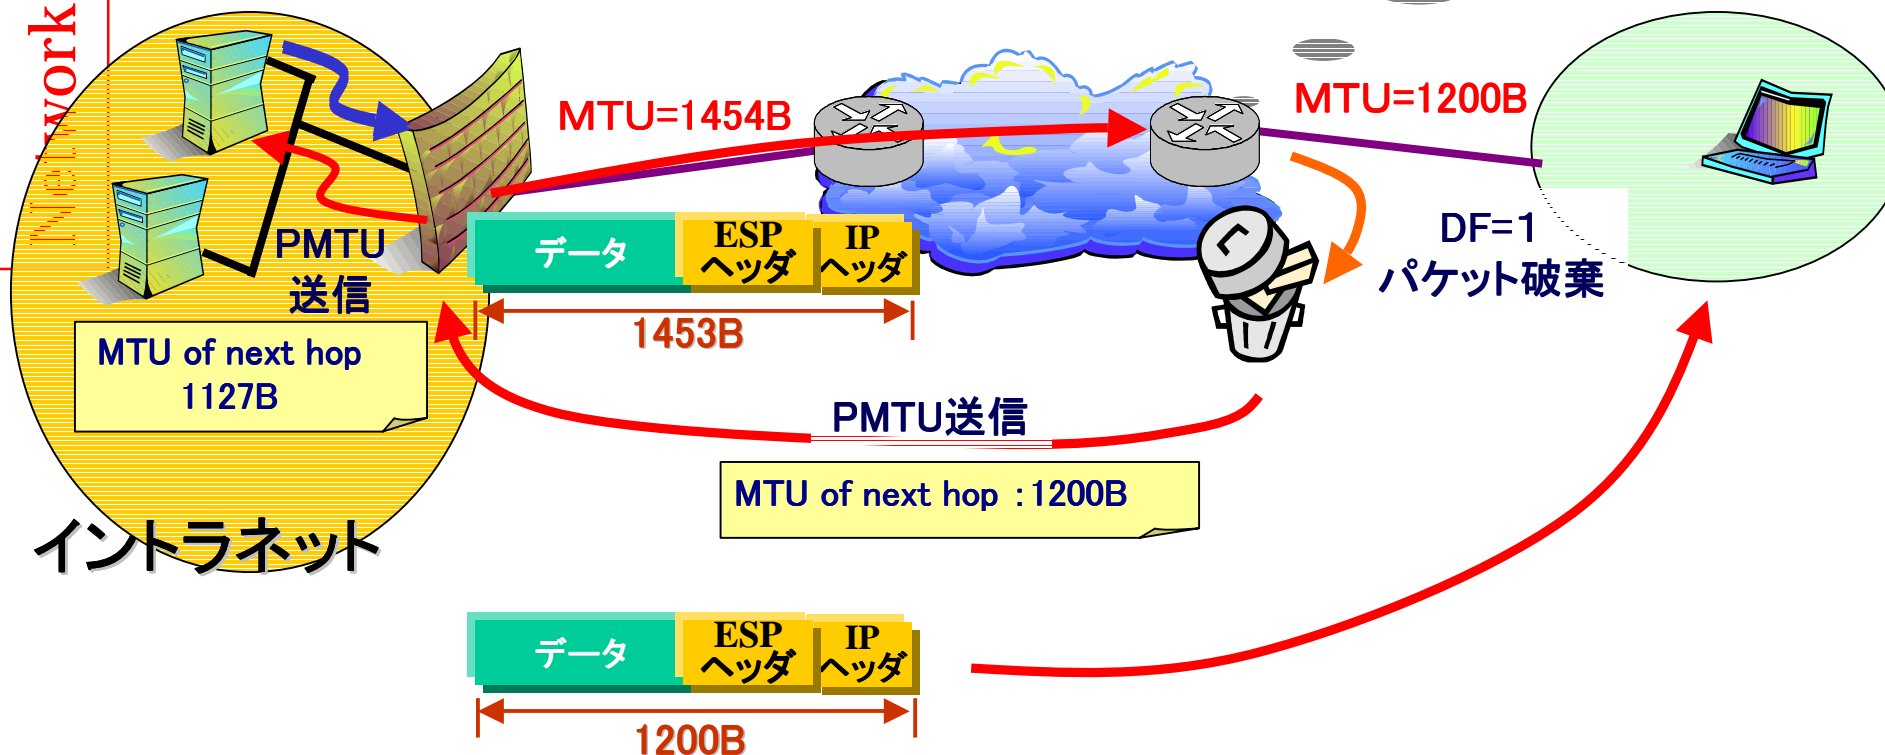 Network
MTU=1454B
MTU=1200B
PMTU
送信
データ
ESP
ヘッダ
IP
ヘッダ
1453B
DF=1
パケット破棄
MTU of next hop
1127B
PMTU送信
MTU of next hop :1200B
イントラネット
データ
ESP
ヘッダ
IP
ヘッダ
1200B